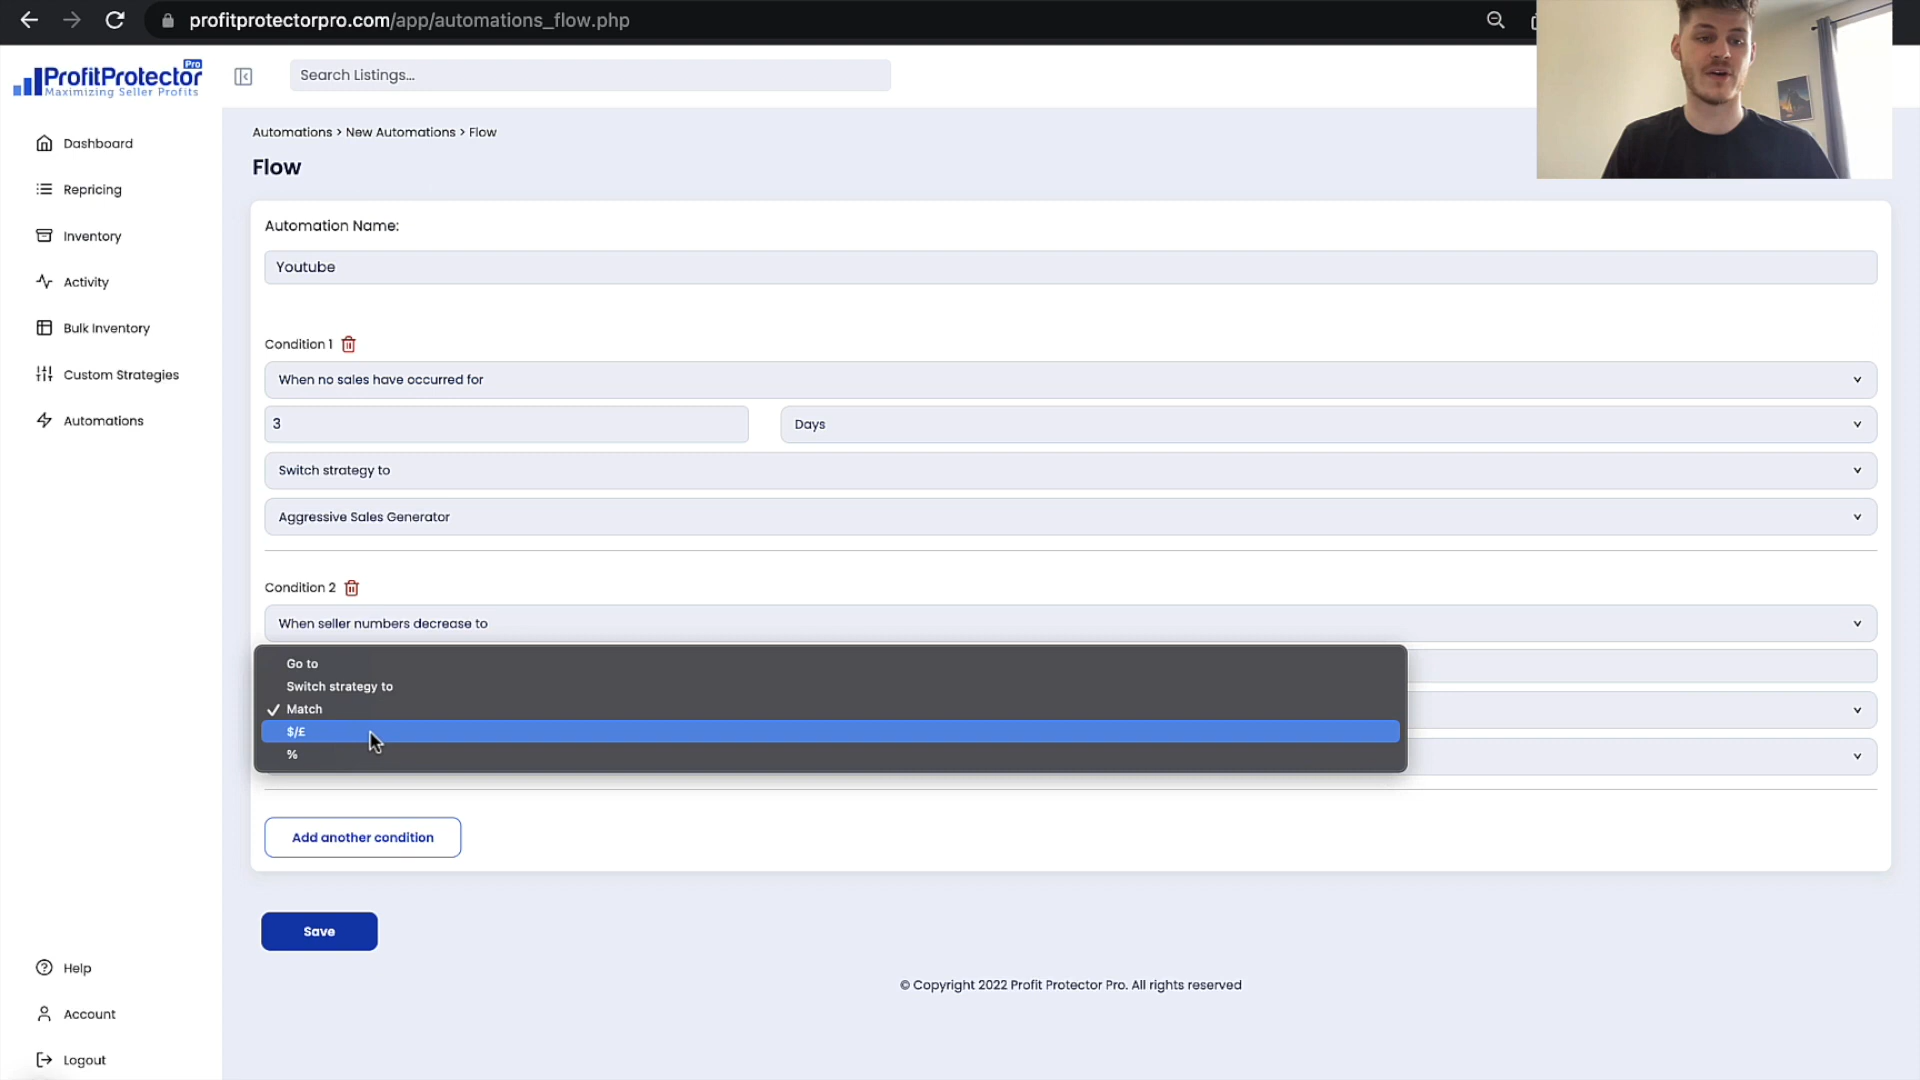 profitprotectorpro.com/app/automations_flow.php
ProfitProtector Pro
Maximizing Seller Profits
Search Listings...
Dashboard
Repricing
Inventory
Activity
Bulk Inventory
Custom Strategies
Automations
Automations > New Automations > Flow
Flow
Automation Name:
Youtube
Condition 1
When no sales have occurred for
3
Days
Switch strategy to
Aggressive Sales Generator
Condition 2
When seller numbers decrease to
Go to
Switch strategy to
Match
$/£
%
Add another condition
Save
Help
Account
Logout
© Copyright 2022 Profit Protector Pro. All rights reserved